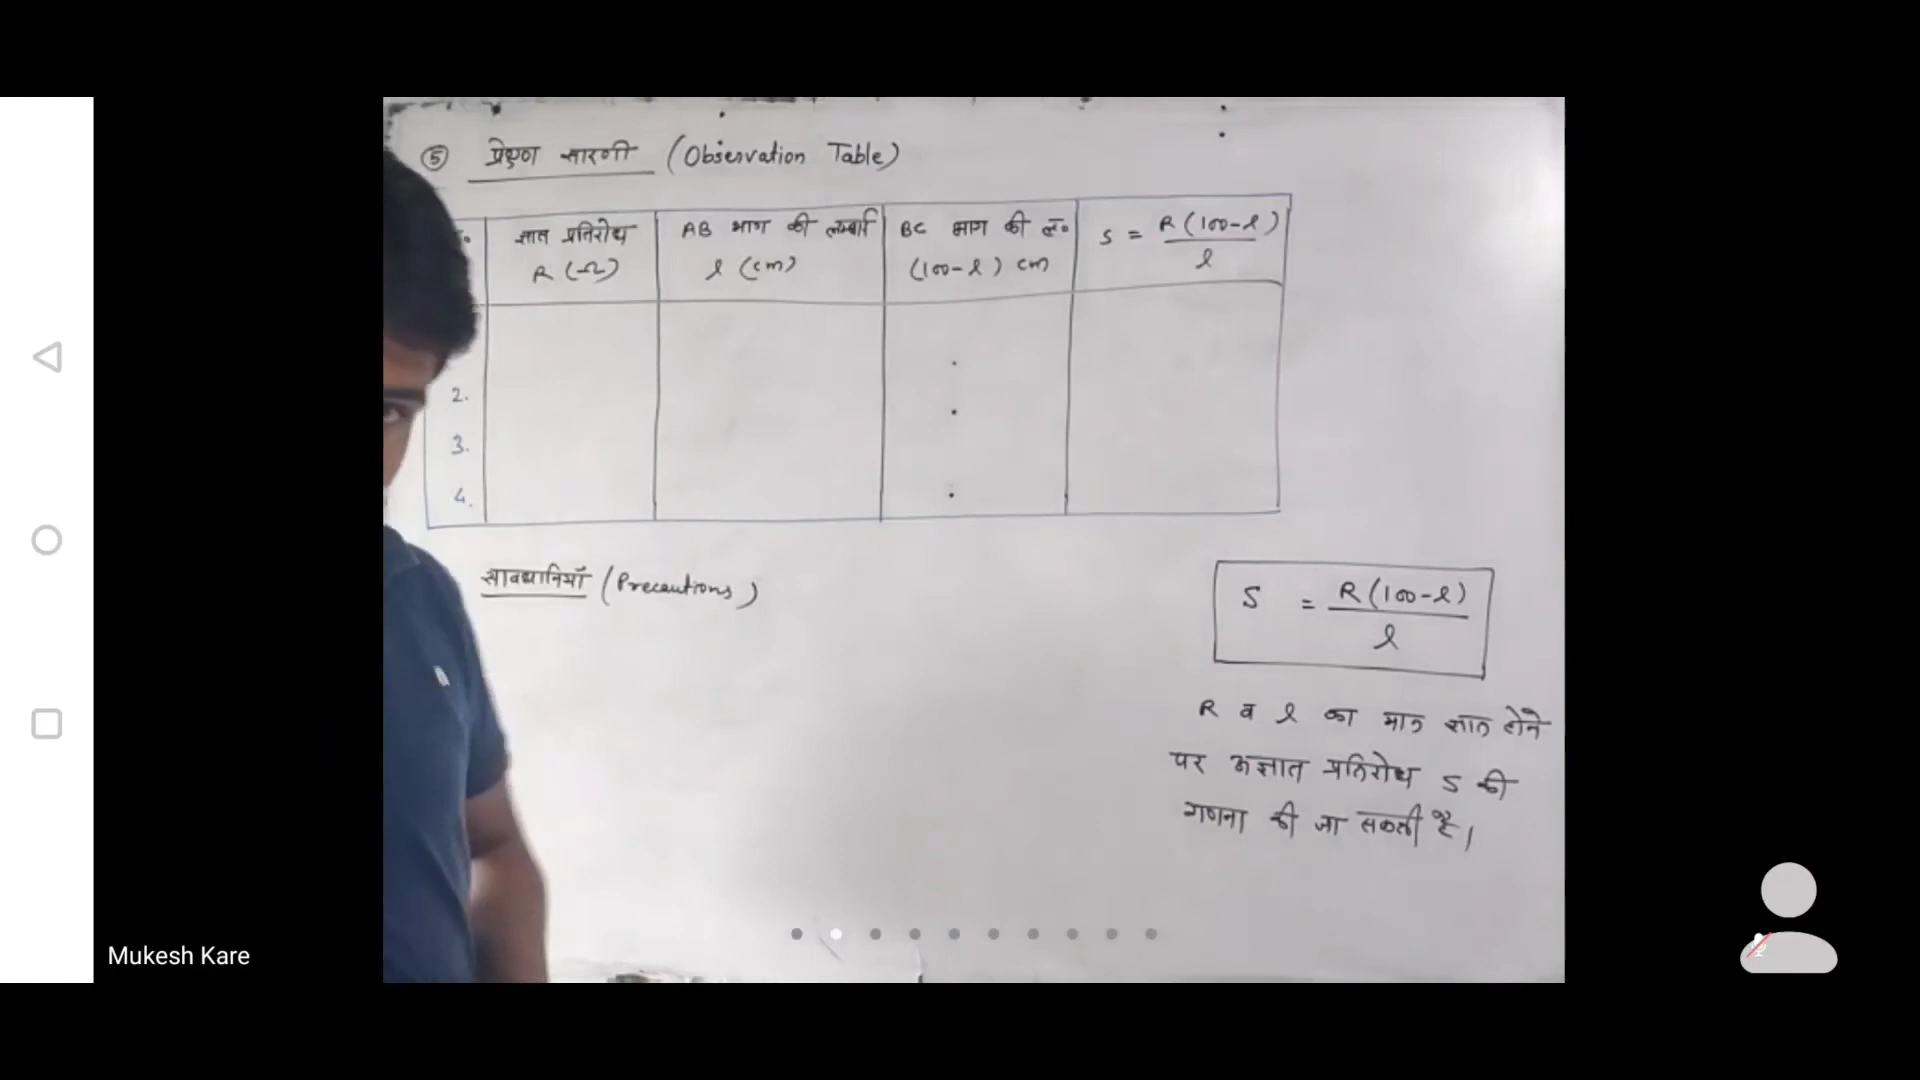 ⑤ प्रेक्षण सारणी (Observation Table)
ज्ञात प्रतिरोध R (Ω)
AB भाग की लम्बाई l (cm)
BC भाग की ल० (100-l) cm
S = R(100-l) / l
2.
3.
4.
सावधानियाँ (Precautions)
S = R(100-l) / l
R व l का मान ज्ञात होने
पर अज्ञात प्रतिरोध S की
गणना की जा सकती है।
Mukesh Kare